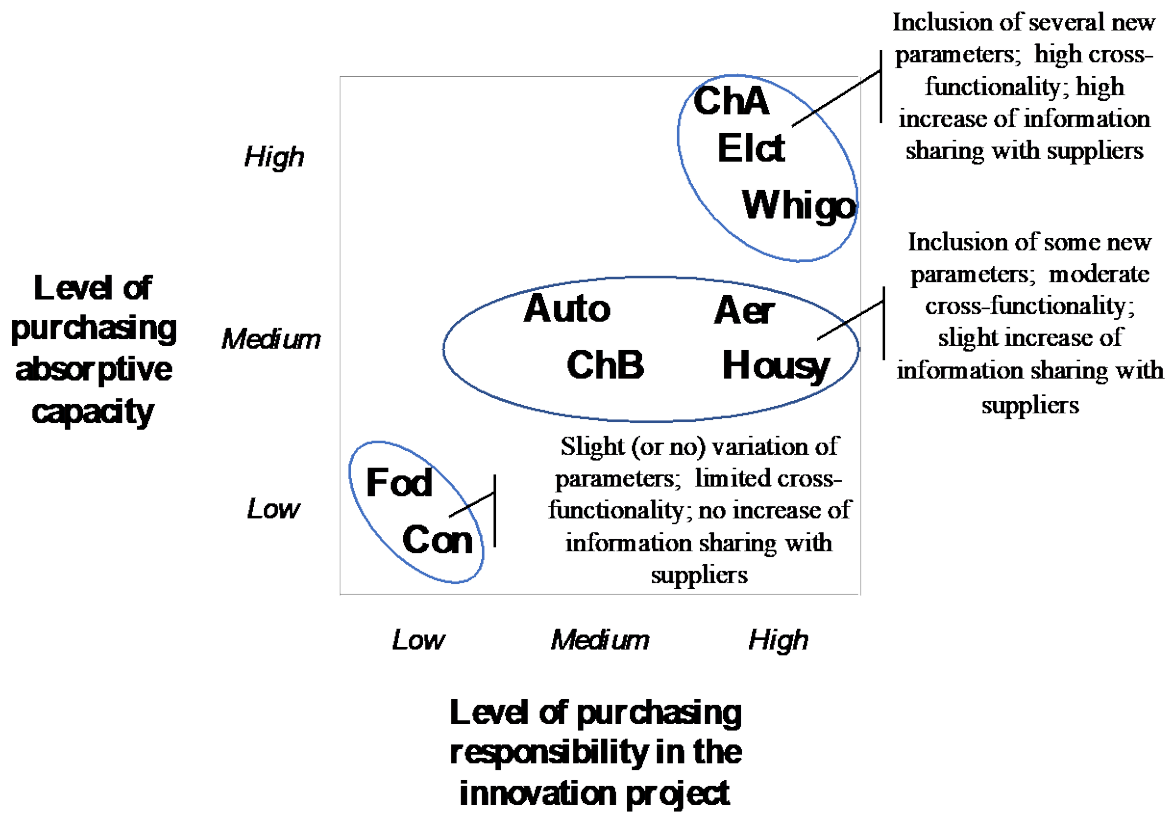 Inclusion of several new
parameters; high cross-
functionality; high
increase of information
sharing with suppliers
ChA
Elct
Whigo
High
Inclusion of some new
parameters; moderate
cross-functionality;
slight increase of
information sharing with
suppliers
Level of
purchasing
absorptive
capacity
Auto
Aer
Medium
ChB
Housy
Slight (or no) variation of
parameters; limited cross-
functionality; no increase of
information sharing with
suppliers
Fod
Low
Con
Low
Medium
High
Level of purchasing
responsibility in the
innovation project